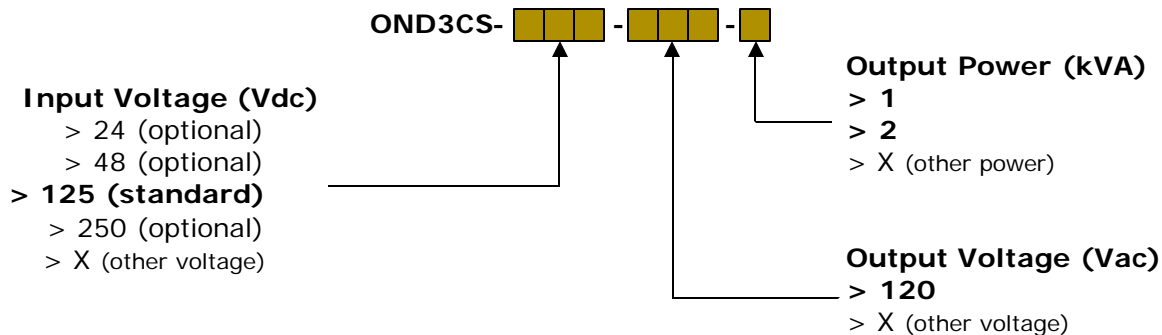 OND3CS- - -
Input Voltage (Vdc)
> 24 (optional)
> 48 (optional)
> 125 (standard)
> 250 (optional)
> X (other voltage)
Output Power (kVA)
> 1
> 2
> X (other power)
Output Voltage (Vac)
> 120
> X (other voltage)